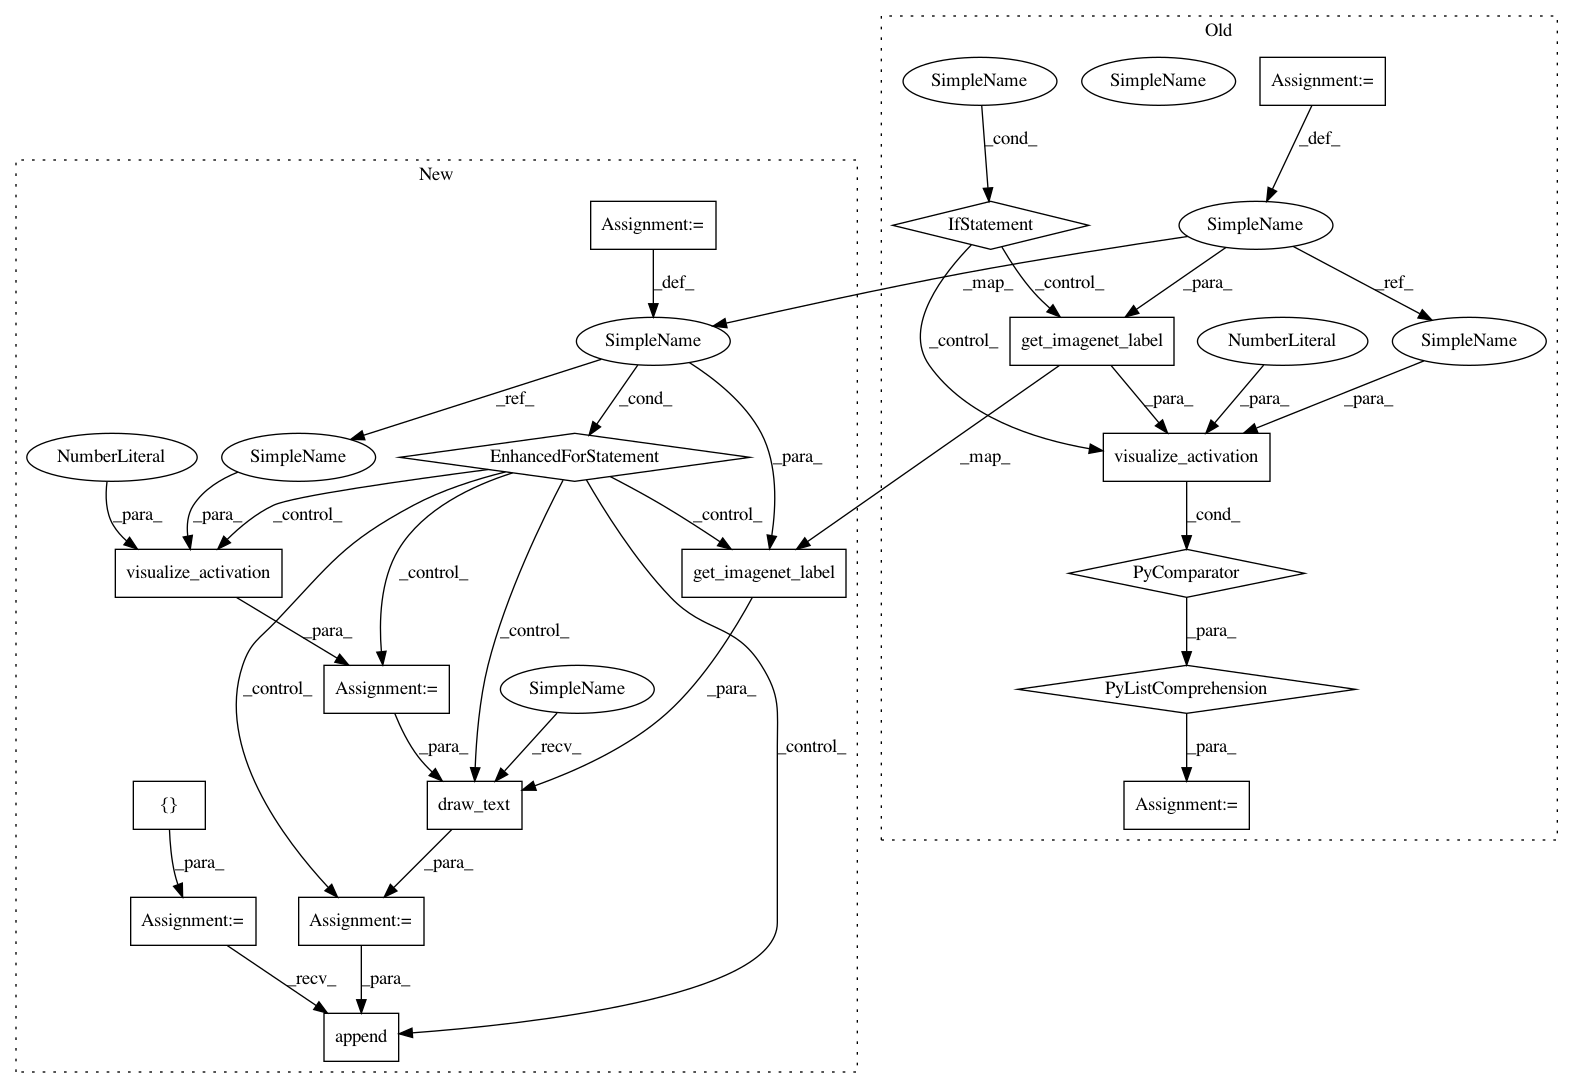 Old
SimpleName
SimpleName
Assignment:=
_cond_
_def_
New
Assignment:=
IfStatement
SimpleName
_def_
_map_
_control_
_para_
_ref_
SimpleName
_control_
get_imagenet_label
NumberLiteral
SimpleName
_ref_
_cond_
_para_
_para_
_para_
NumberLiteral
SimpleName
EnhancedForStatement
_para_
_map_
visualize_activation
_para_
_para_
_control_
_control_
_cond_
visualize_activation
_control_
get_imagenet_label
PyComparator
_para_
_control_
_para_
_control_
Assignment:=
SimpleName
_para_
PyListComprehension
_para_
_recv_
_control_
_para_
{}
draw_text
Assignment:=
_para_
_para_
Assignment:=
Assignment:=
_recv_
_para_
append